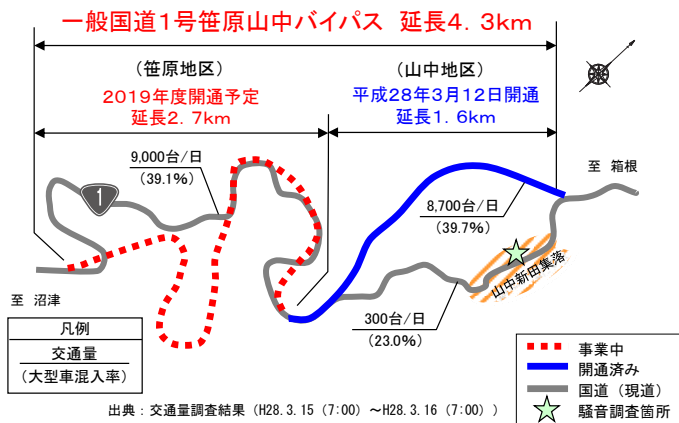 一般国道1号笹原山中バイパス 延長4.3km
(笹原地区)
2019年度開通予定
延長2.7km
(山中地区)
平成28年3月12日開通
延長1.6km
9,000台/日
(39.1%)
至 箱根
1
8,700台/日
(39.7%)
山中新田集落
至 沼津
300台/日
(23.0%)
凡例
交通量
(大型車混入率)
事業中
開通済み
国道(現道)
騒音調査箇所
出典:交通量調査結果(H28.3.15(7:00)~H28.3.16(7:00))